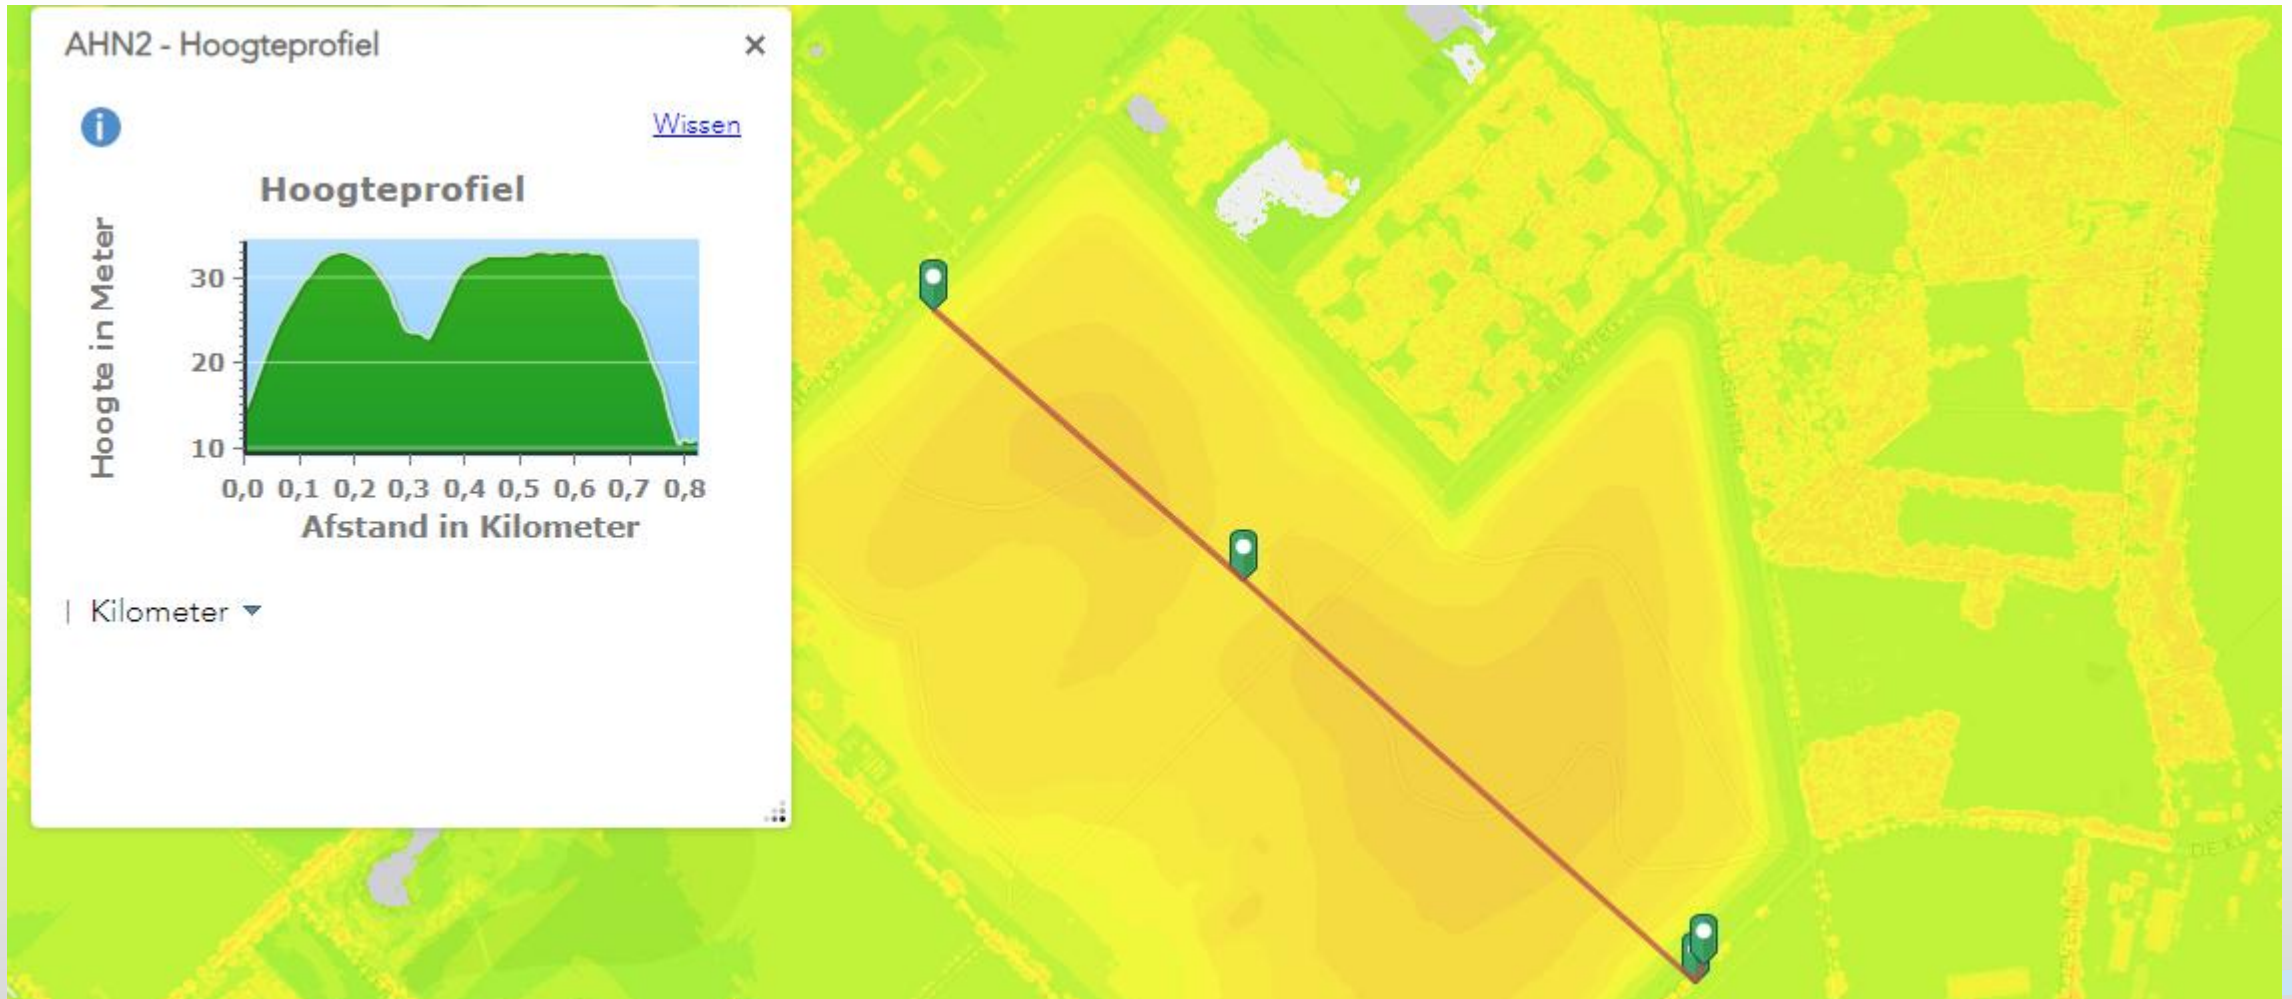 AHN2 - Hoogteprofiel
Wissen
Hoogteprofiel
Hoogte in Meter
30
20
10
0,0 0,1 0,2 0,3 0,4 0,5 0,6 0,7 0,8
Afstand in Kilometer
| Kilometer